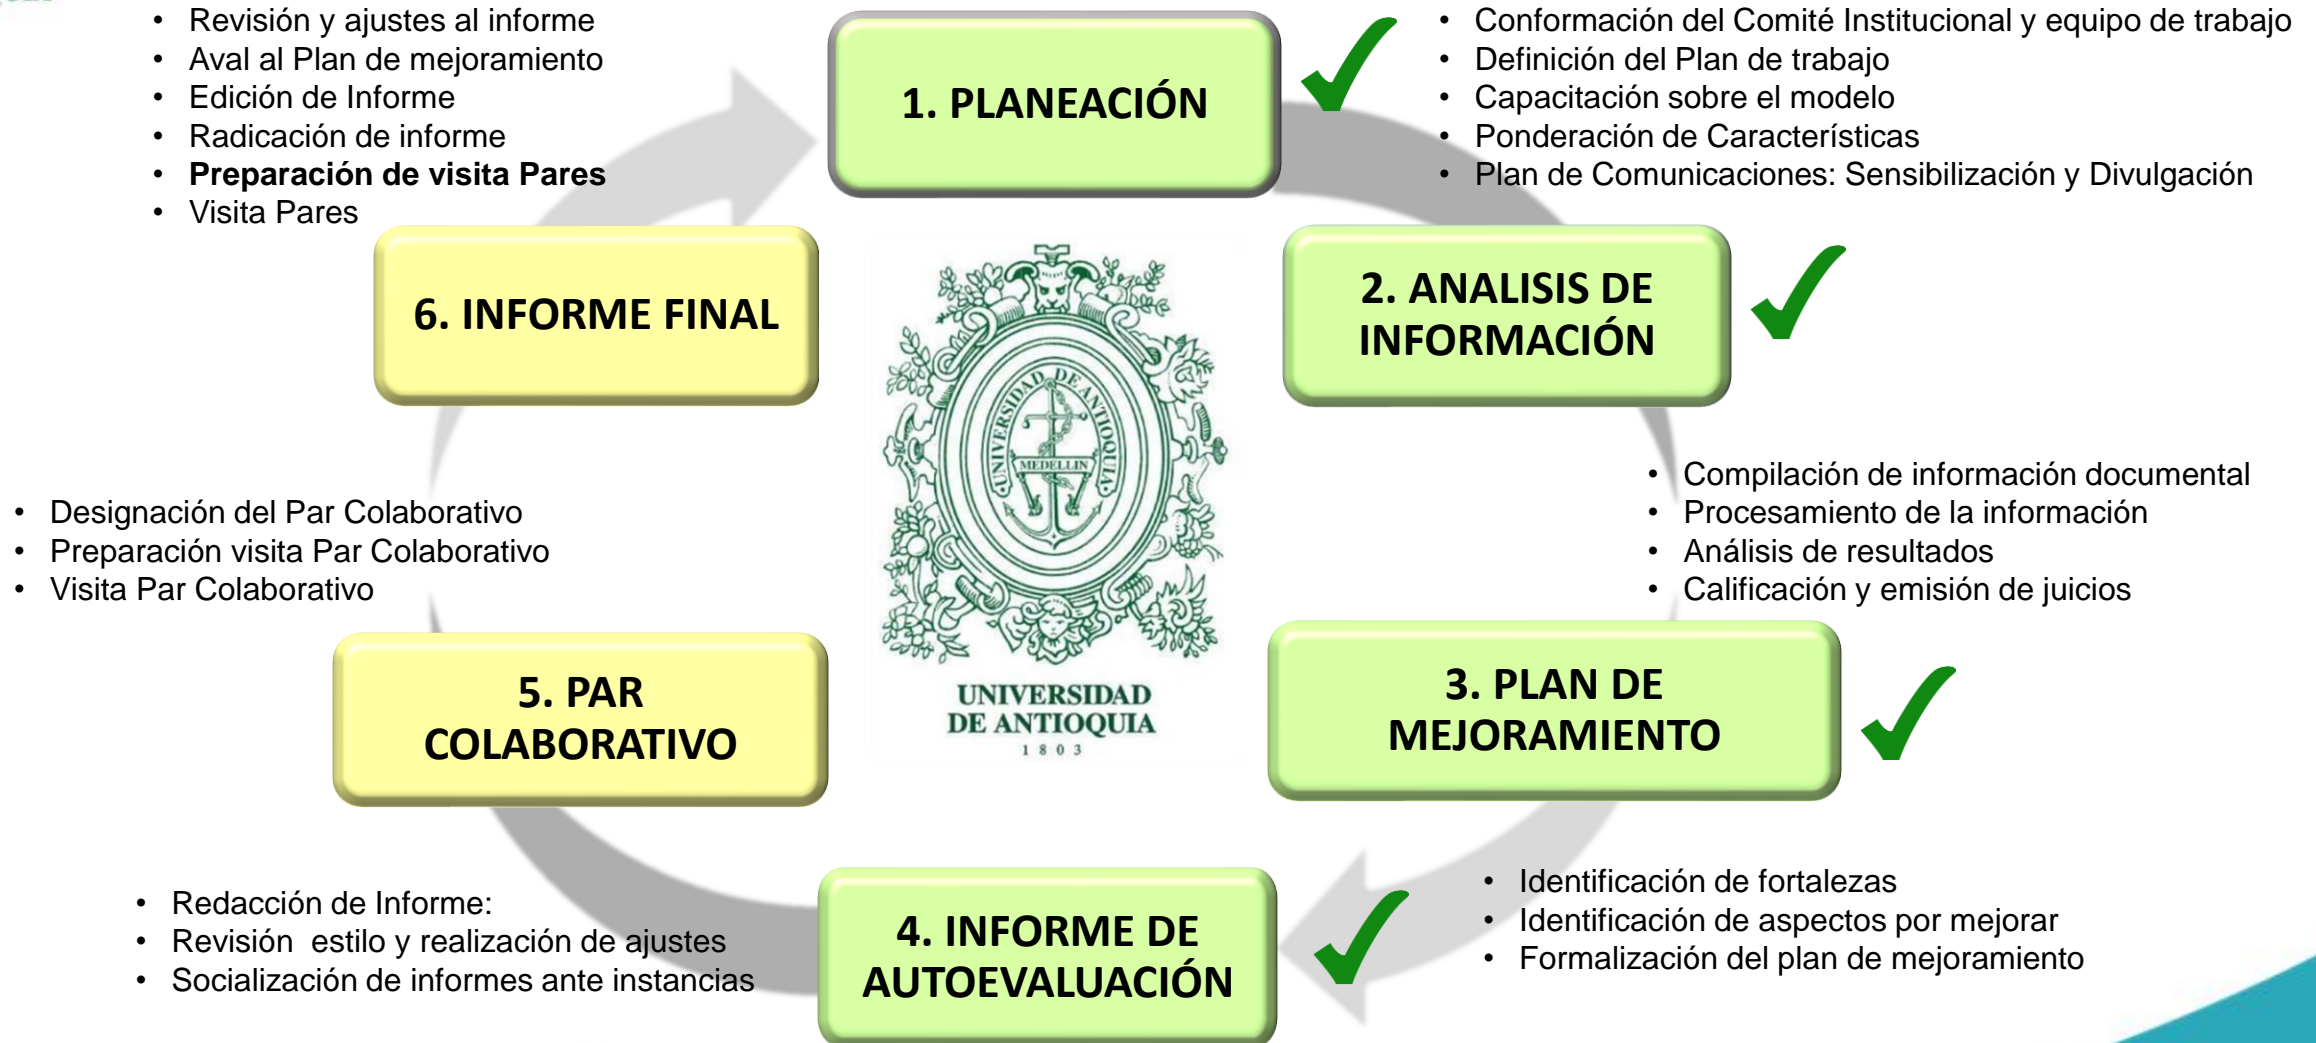 1. PLANEACIÓN
• Conformación del Comité Institucional y equipo de trabajo
• Definición del Plan de trabajo
• Capacitación sobre el modelo
• Ponderación de Características
• Plan de Comunicaciones: Sensibilización y Divulgación
2. ANALISIS DE
INFORMACIÓN
• Compilación de información documental
• Procesamiento de la información
• Análisis de resultados
• Calificación y emisión de juicios
3. PLAN DE
MEJORAMIENTO
• Identificación de fortalezas
• Identificación de aspectos por mejorar
• Formalización del plan de mejoramiento
4. INFORME DE
AUTOEVALUACIÓN
• Redacción de Informe:
• Revisión  estilo y realización de ajustes
• Socialización de informes ante instancias
5. PAR
COLABORATIVO
• Designación del Par Colaborativo
• Preparación visita Par Colaborativo
• Visita Par Colaborativo
6. INFORME FINAL
• Revisión y ajustes al informe
• Aval al Plan de mejoramiento
• Edición de Informe
• Radicación de informe
• Preparación de visita Pares
• Visita Pares
UNIVERSIDAD DE ANTIOQUIA
MEDELLIN
UNIVERSIDAD
DE ANTIOQUIA
1803